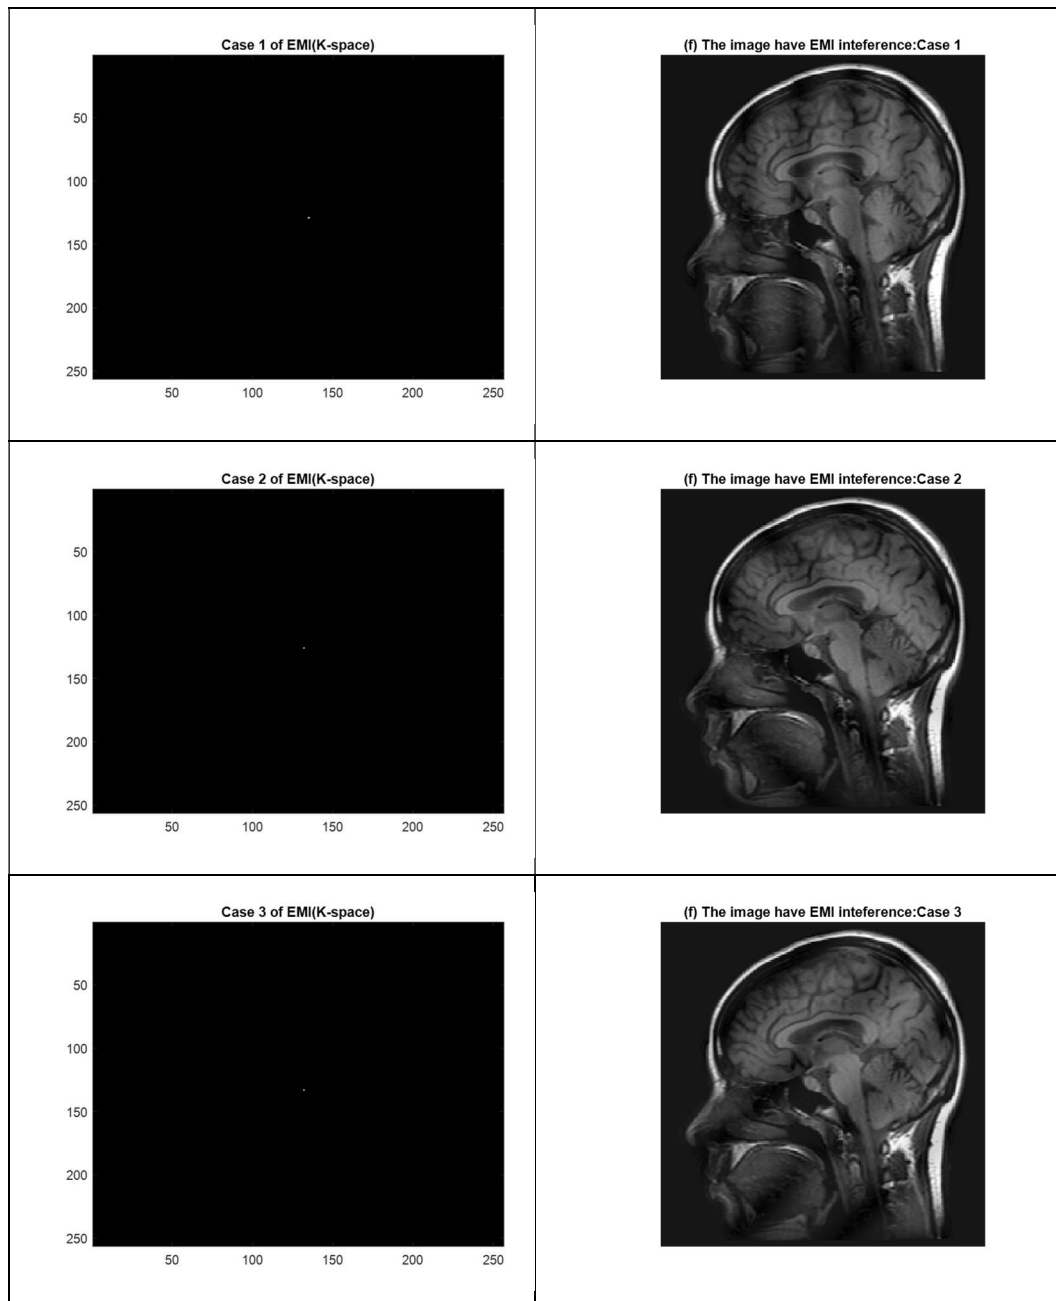 Case 1 of EMI(K-space)
50
100
150
200
250
50 100 150 200 250
(f) The image have EMI inteference:Case 1
Case 2 of EMI(K-space)
50
100
150
200
250
50 100 150 200 250
(f) The image have EMI inteference:Case 2
Case 3 of EMI(K-space)
50
100
150
200
250
50 100 150 200 250
(f) The image have EMI inteference:Case 3